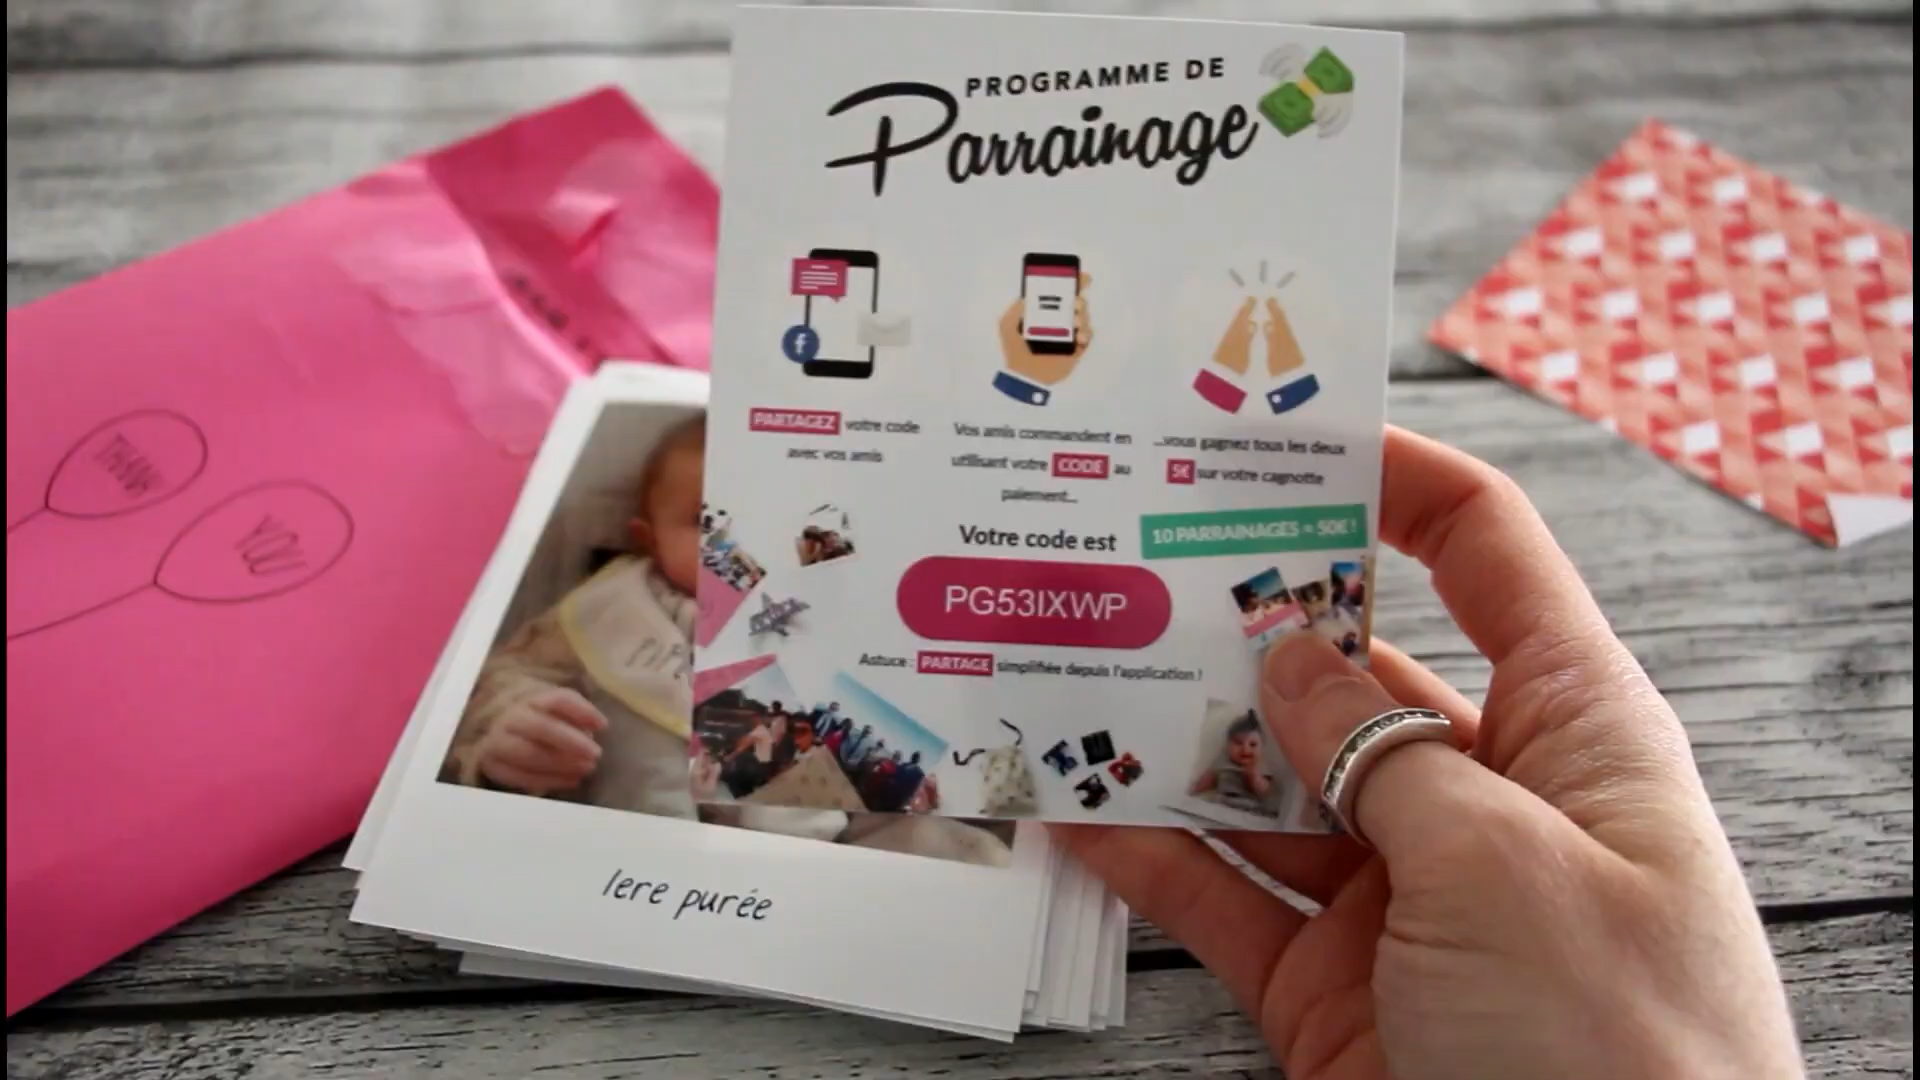 PROGRAMME DE
Parrainage
PARTAGEZ votre code
avec vos amis
Vos amis commandent en
utilisant votre CODE au
paiement...
...vous gagnez tous les deux
5€ sur votre cagnotte
Votre code est
10 PARRAINAGES = 50€ !
PG53IXWP
Astuce : PARTAGE simplifiée depuis l'application !
THANK
YOU
1ere purée